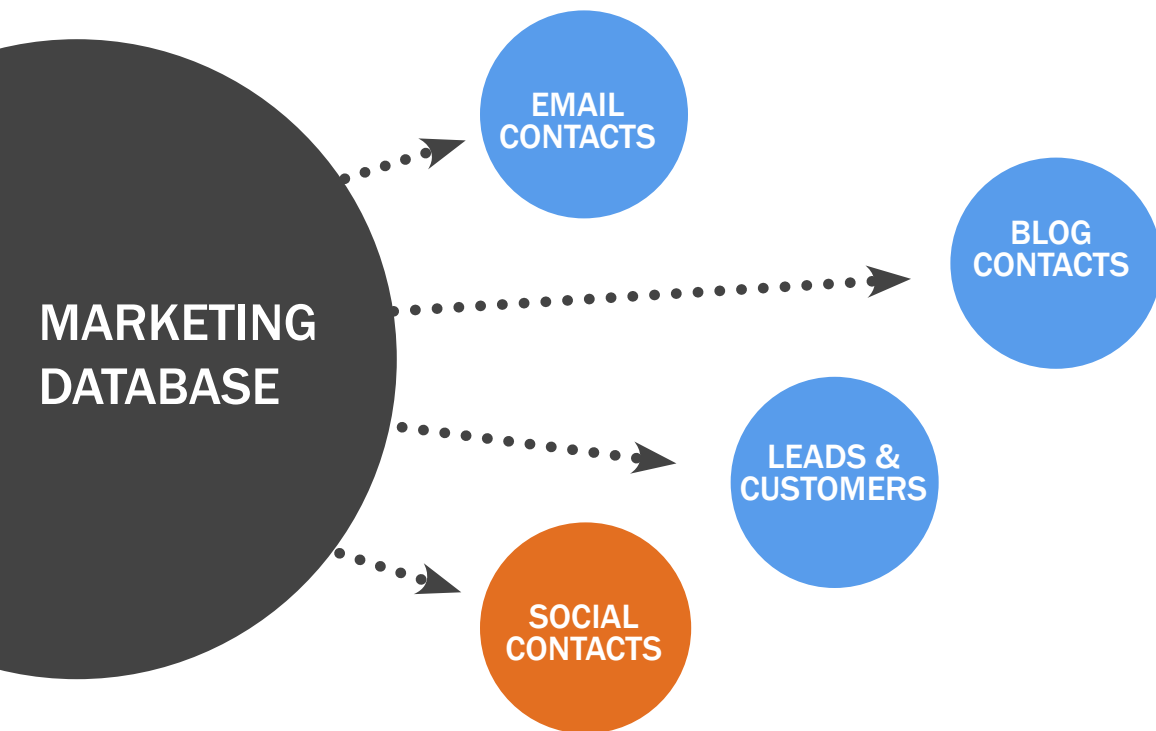 MARKETING
DATABASE
EMAIL
CONTACTS
BLOG
CONTACTS
LEADS &
CUSTOMERS
SOCIAL
CONTACTS